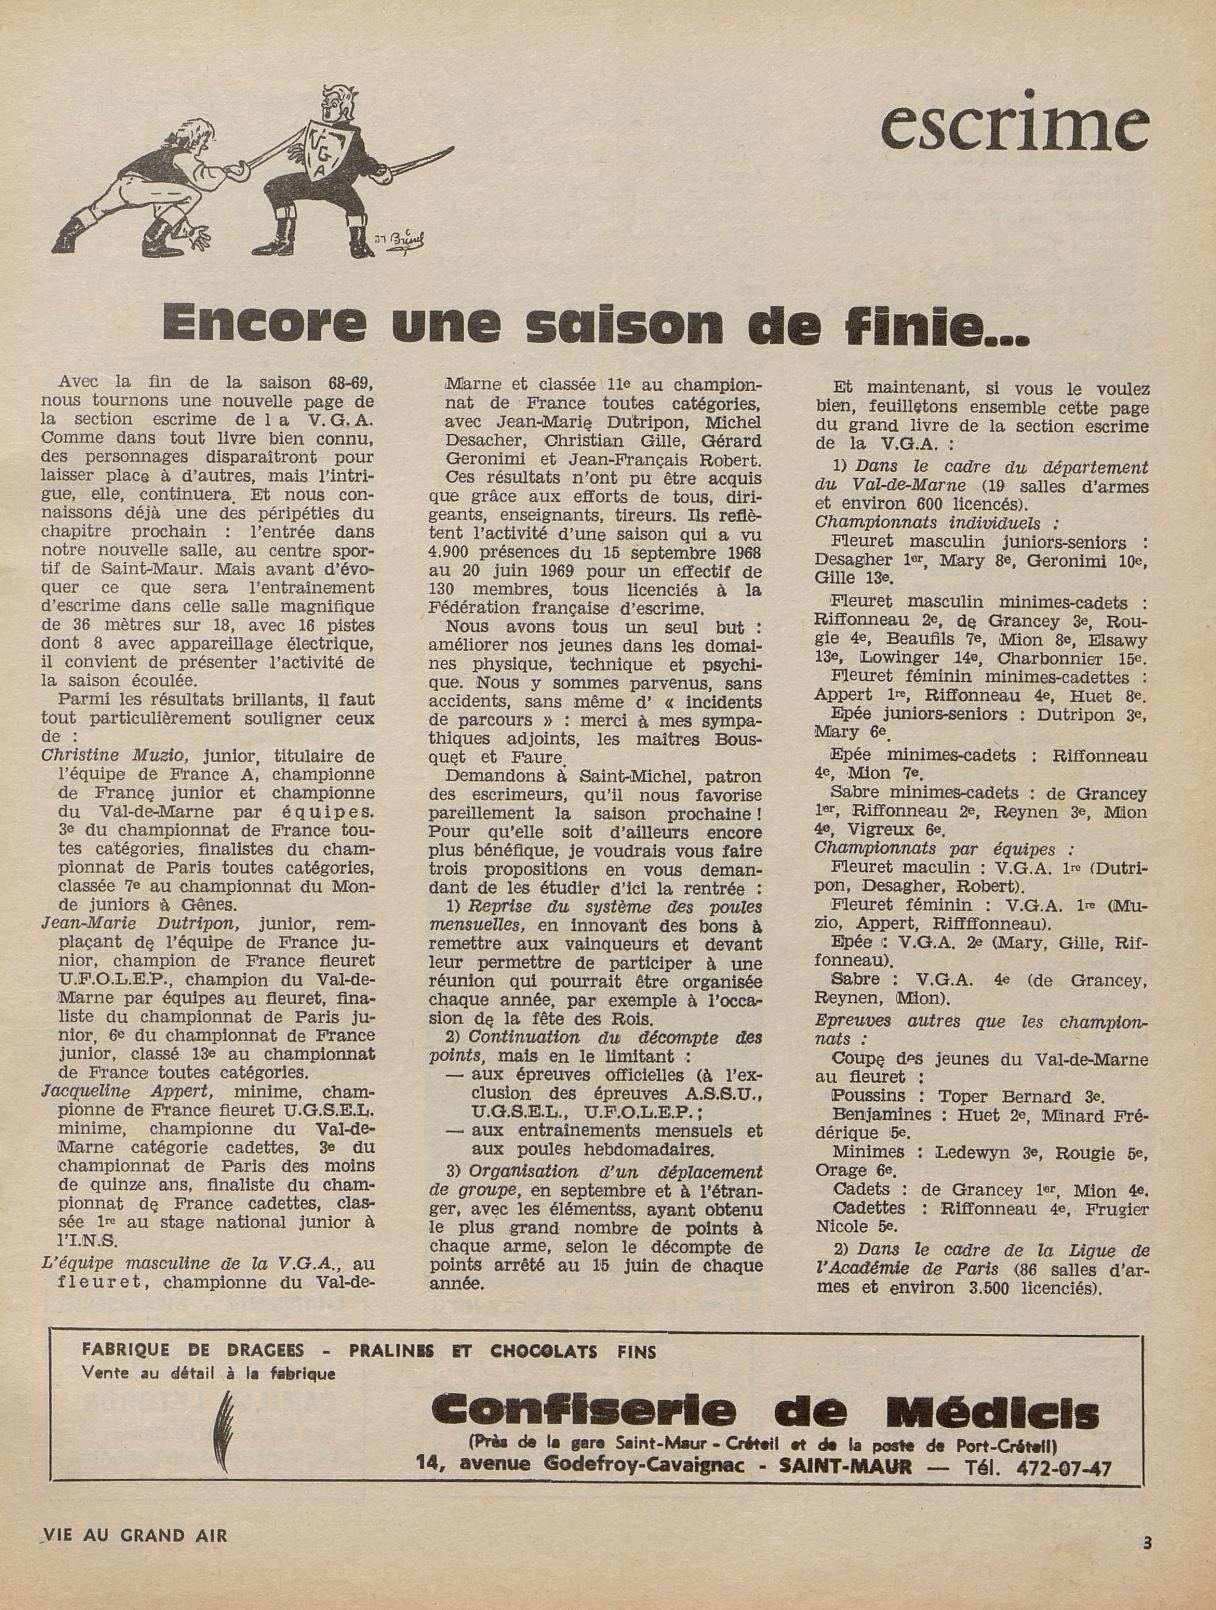 escrime
V
G
A
Encore une saison de finie...
Avec la fin de la saison 68-69,
nous tournons une nouvelle page de
la section escrime de l a V. G. A.
Comme dans tout livre bien connu,
des personnages disparaîtront pour
laisser place à d'autres, mais l'intri-
gue, elle, continuera. Et nous con-
naissons déjà une des péripéties du
chapitre prochain : l'entrée dans
notre nouvelle salle, au centre spor-
tif de Saint-Maur. Mais avant d'évo-
quer ce que sera l'entraînement
d'escrime dans celle salle magnifique
de 36 mètres sur 18, avec 16 pistes
dont 8 avec appareillage électrique,
il convient de présenter l'activité de
la saison écoulée.
Parmi les résultats brillants, il faut
tout particulièrement souligner ceux
de :
Christine Muzio, junior, titulaire de
l'équipe de France A, championne
de France junior et championne
du Val-de-Marne par équipes.
3e du championnat de France tou-
tes catégories, finalistes du cham-
pionnat de Paris toutes catégories,
classée 7e au championnat du Mon-
de juniors à Gênes.
Jean-Marie Dutripon, junior, rem-
plaçant de l'équipe de France ju-
nior, champion de France fleuret
U.F.O.L.E.P., champion du Val-de-
Marne par équipes au fleuret, fina-
liste du championnat de Paris ju-
nior, 6e du championnat de France
junior, classé 13e au championnat
de France toutes catégories.
Jacqueline Appert, minime, cham-
pionne de France fleuret U.G.S.E.L.
minime, championne du Val-de-
Marne catégorie cadettes, 3e du
championnat de Paris des moins
de quinze ans, finaliste du cham-
pionnat de France cadettes, clas-
sée 1re au stage national junior à
l'I.N.S.
L'équipe masculine de la V.G.A., au
fleuret, championne du Val-de-
Marne et classée 11e au champion-
nat de France toutes catégories,
avec Jean-Marie Dutripon, Michel
Desacher, Christian Gille, Gérard
Geronimi et Jean-François Robert.
Ces résultats n'ont pu être acquis
que grâce aux efforts de tous, diri-
geants, enseignants, tireurs. Ils reflè-
tent l'activité d'une saison qui a vu
4.900 présences du 15 septembre 1968
au 20 juin 1969 pour un effectif de
130 membres, tous licenciés à la
Fédération française d'escrime.
Nous avons tous un seul but :
améliorer nos jeunes dans les domai-
nes physique, technique et psychi-
que. Nous y sommes parvenus, sans
accidents, sans même d' « incidents
de parcours » : merci à mes sympa-
thiques adjoints, les maîtres Bous-
quet et Faure.
Demandons à Saint-Michel, patron
des escrimeurs, qu'il nous favorise
pareillement la saison prochaine !
Pour qu'elle soit d'ailleurs encore
plus bénéfique, je voudrais vous faire
trois propositions en vous deman-
dant de les étudier d'ici la rentrée :
1) Reprise du système des poules
mensuelles, en innovant des bons à
remettre aux vainqueurs et devant
leur permettre de participer à une
réunion qui pourrait être organisée
chaque année, par exemple à l'occa-
sion de la fête des Rois.
2) Continuation du décompte des
points, mais en le limitant :
— aux épreuves officielles (à l'ex-
clusion des épreuves A.S.S.U.,
U.G.S.E.L., U.F.O.L.E.P. ;
— aux entraînements mensuels et
aux poules hebdomadaires.
3) Organisation d'un déplacement
de groupe, en septembre et à l'étran-
ger, avec les élémentss, ayant obtenu
le plus grand nombre de points à
chaque arme, selon le décompte de
points arrêté au 15 juin de chaque
année.
Et maintenant, si vous le voulez
bien, feuilletons ensemble cette page
du grand livre de la section escrime
de la V.G.A. :
1) Dans le cadre du département
du Val-de-Marne (19 salles d'armes
et environ 600 licencés).
Championnats individuels :
Fleuret masculin juniors-seniors :
Desagher 1er, Mary 8e, Geronimi 10e,
Gille 13e.
Fleuret masculin minimes-cadets :
Riffonneau 2e, de Grancey 3e, Rou-
gie 4e, Beaufils 7e, Mion 8e, Elsawy
13e, Lowinger 14e, Charbonnier 15e.
Fleuret féminin minimes-cadettes :
Appert 1re, Riffonneau 4e, Huet 8e.
Epée juniors-seniors : Dutripon 3e,
Mary 6e.
Epée minimes-cadets : Riffonneau
4e, Mion 7e.
Sabre minimes-cadets : de Grancey
1er, Riffonneau 2e, Reynen 3e, Mion
4e, Vigreux 6e.
Championnats par équipes :
Fleuret maculin : V.G.A. 1re (Dutri-
pon, Desagher, Robert).
Fleuret féminin : V.G.A. 1re (Mu-
zio, Appert, Riffffonneau).
Epée : V.G.A. 2e (Mary, Gille, Rif-
fonneau).
Sabre : V.G.A. 4e (de Grancey,
Reynen, Mion).
Epreuves autres que les champion-
nats :
Coupe des jeunes du Val-de-Marne
au fleuret :
Poussins : Toper Bernard 3e.
Benjamines : Huet 2e, Minard Fré-
dérique 5e.
Minimes : Ledewyn 3e, Rougie 5e,
Orage 6e.
Cadets : de Grancey 1er, Mion 4e.
Cadettes : Riffonneau 4e, Frugier
Nicole 5e.
2) Dans le cadre de la Ligue de
l'Académie de Paris (86 salles d'ar-
mes et environ 3.500 licenciés).
FABRIQUE DE DRAGEES - PRALINES ET CHOCOLATS FINS
Vente au détail à la fabrique
Confiserie de Médicis
(Près de la gare Saint-Maur - Créteil et de la poste de Port-Créteil)
14, avenue Godefroy-Cavaignac - SAINT-MAUR — Tél. 472-07-47
VIE AU GRAND AIR
3